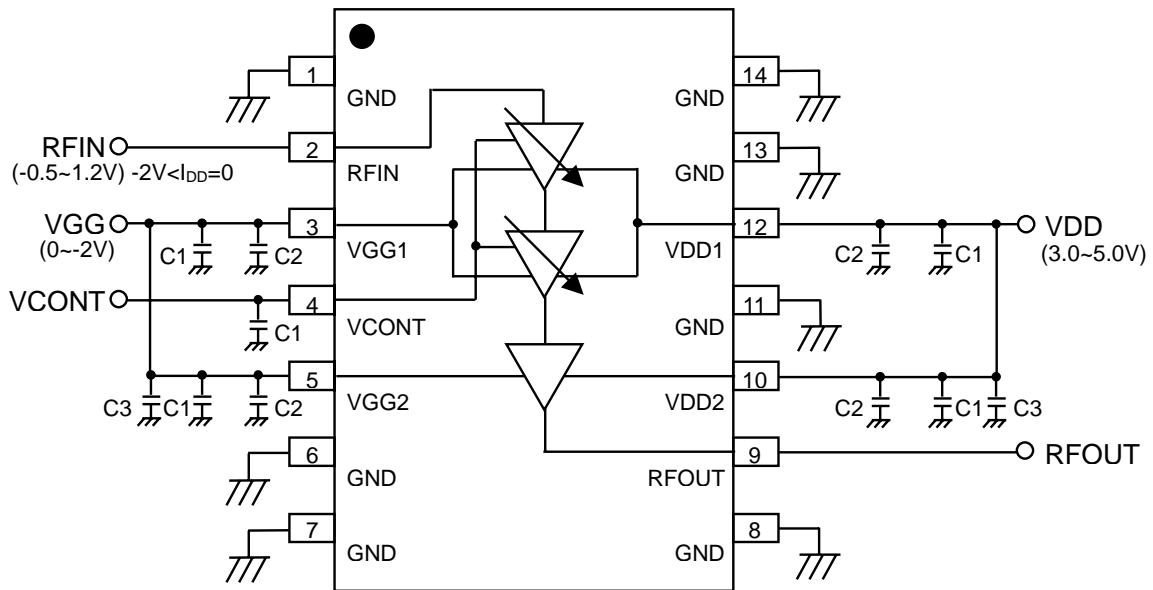 1
GND
14
GND
RFIN
(-0.5~1.2V) -2V<I_DD=0
2
RFIN
13
GND
VGG
(0~-2V)
C1
C2
3
VGG1
12
VDD1
C2
C1
VDD
(3.0~5.0V)
VCONT
C1
4
VCONT
11
GND
C3
C1
C2
5
VGG2
10
VDD2
C2
C1
C3
6
GND
9
RFOUT
RFOUT
7
GND
8
GND